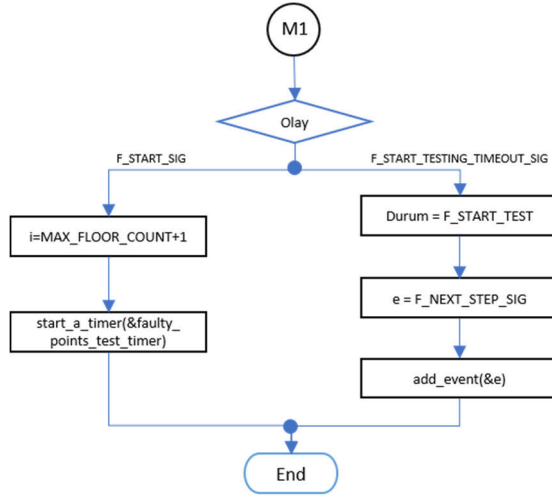 M1
Olay
F_START_SIG
F_START_TESTING_TIMEOUT_SIG
i=MAX_FLOOR_COUNT+1
Durum = F_START_TEST
start_a_timer(&faulty_
points_test_timer)
e = F_NEXT_STEP_SIG
add_event(&e)
End